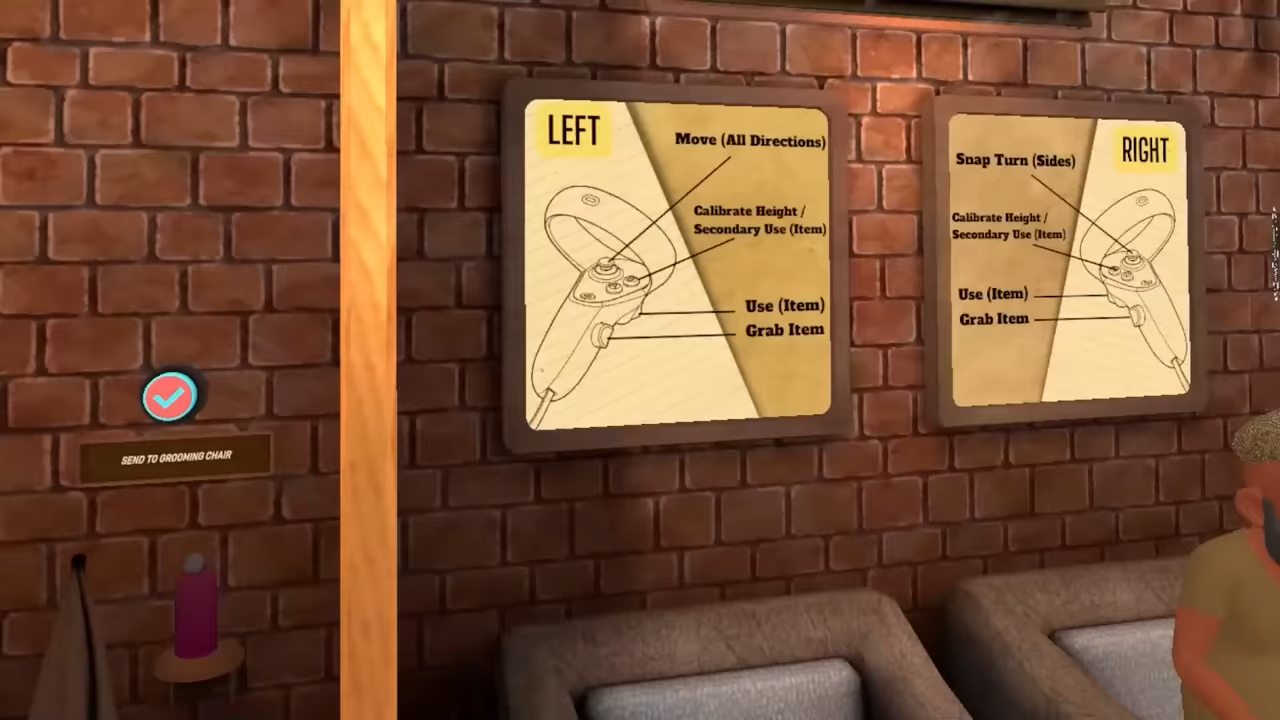 LEFT
Move (All Directions)
Calibrate Height /
Secondary Use (Item)
Use (Item)
Grab Item
RIGHT
Snap Turn (Sides)
Calibrate Height /
Secondary Use (Item)
Use (Item)
Grab Item
SEND TO GROOMING CHAIR